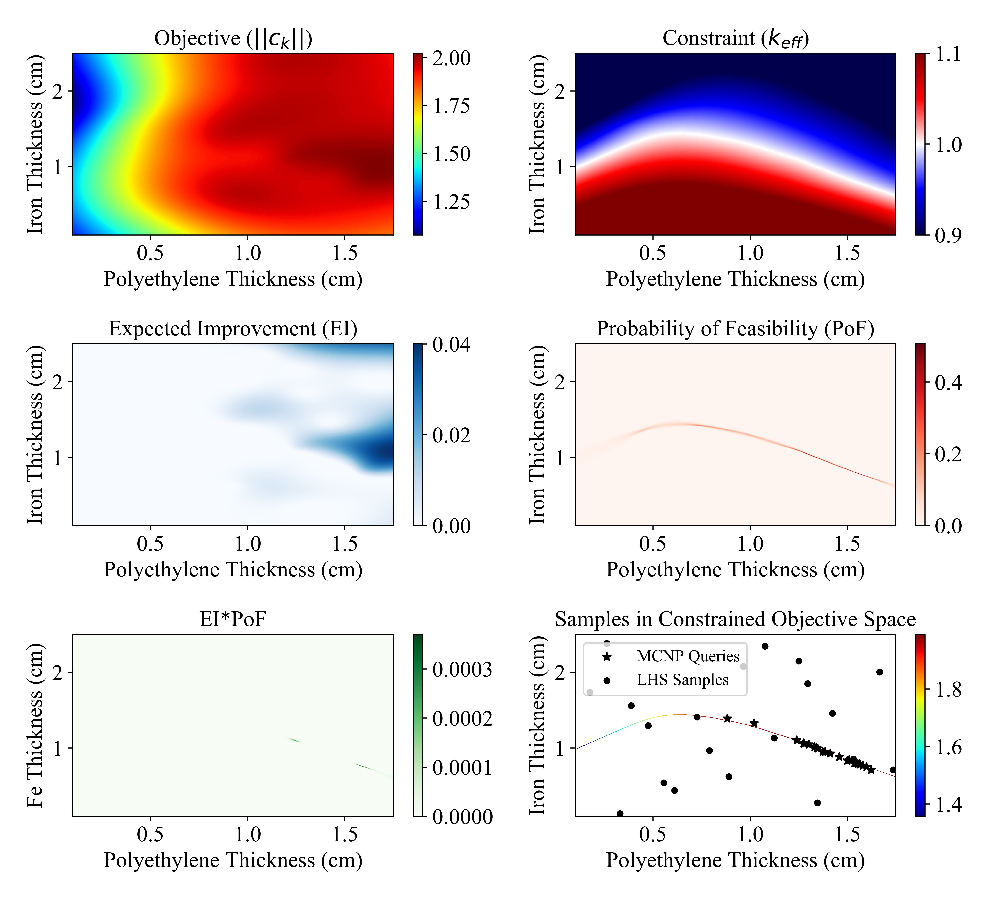 Objective (||c_k||)
Iron Thickness (cm)
2
1
0.5 1.0 1.5
Polyethylene Thickness (cm)
2.00
1.75
1.50
1.25
Constraint (k_eff)
Iron Thickness (cm)
2
1
0.5 1.0 1.5
Polyethylene Thickness (cm)
1.1
1.0
0.9
Expected Improvement (EI)
Iron Thickness (cm)
2
1
0.5 1.0 1.5
Polyethylene Thickness (cm)
0.04
0.02
0.00
Probability of Feasibility (PoF)
Iron Thickness (cm)
2
1
0.5 1.0 1.5
Polyethylene Thickness (cm)
0.4
0.2
0.0
EI*PoF
Fe Thickness (cm)
2
1
0.5 1.0 1.5
Polyethylene Thickness (cm)
0.0003
0.0002
0.0001
0.0000
Samples in Constrained Objective Space
Iron Thickness (cm)
2
1
MCNP Queries
LHS Samples
0.5 1.0 1.5
Polyethylene Thickness (cm)
1.8
1.6
1.4